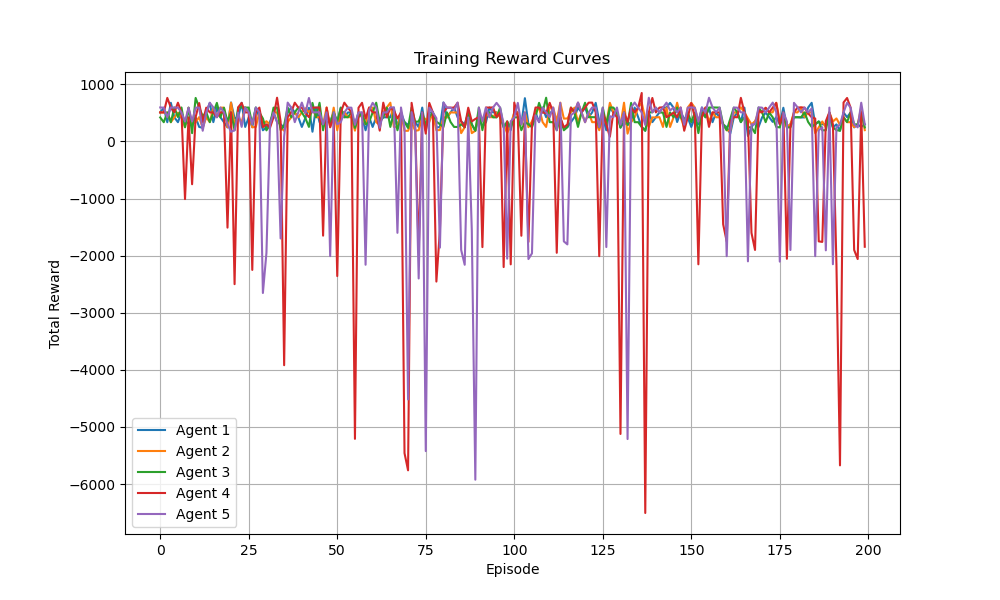 Training Reward Curves
1000
0
−1000
−2000
−3000
−4000
−5000
−6000
Total Reward
Agent 1
Agent 2
Agent 3
Agent 4
Agent 5
0 25 50 75 100 125 150 175 200
Episode